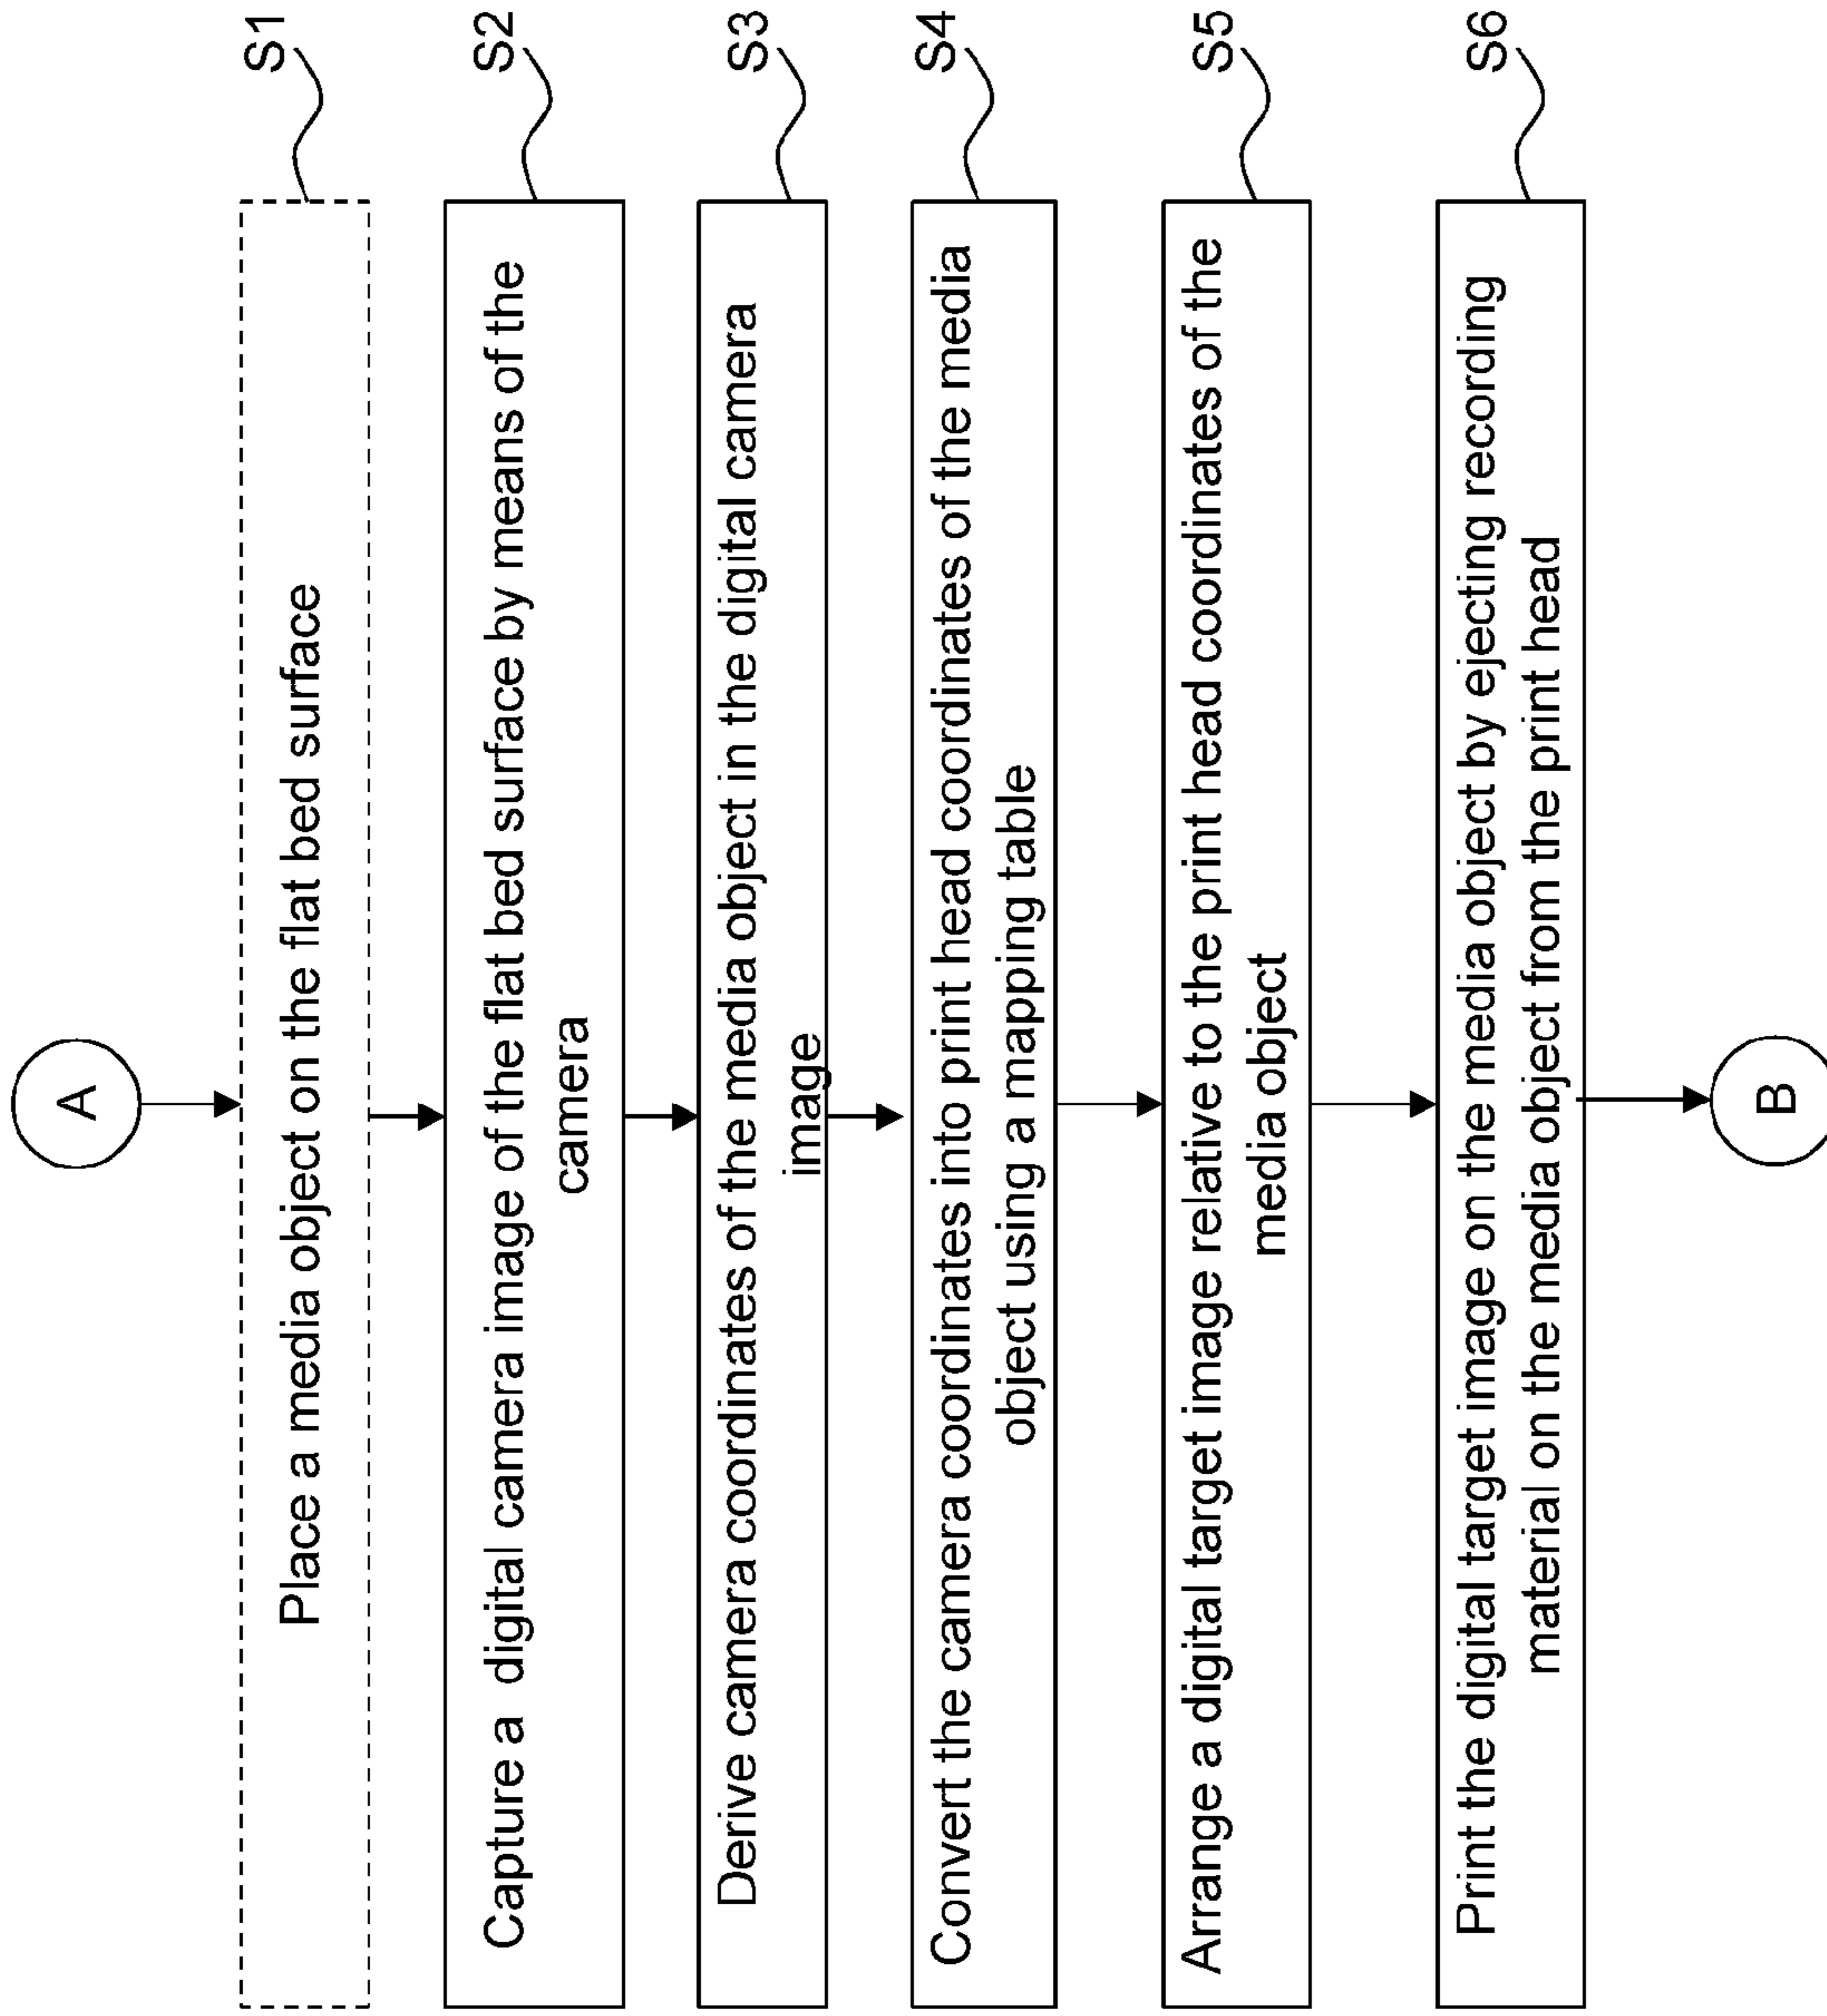 A
Place a media object on the flat bed surface
S1
Capture a digital camera image of the flat bed surface by means of the
camera
S2
Derive camera coordinates of the media object in the digital camera
image
S3
Convert the camera coordinates into print head coordinates of the media
object using a mapping table
S4
Arrange a digital target image relative to the print head coordinates of the
media object
S5
Print the digital target image on the media object by ejecting recording
material on the media object from the print head
S6
B